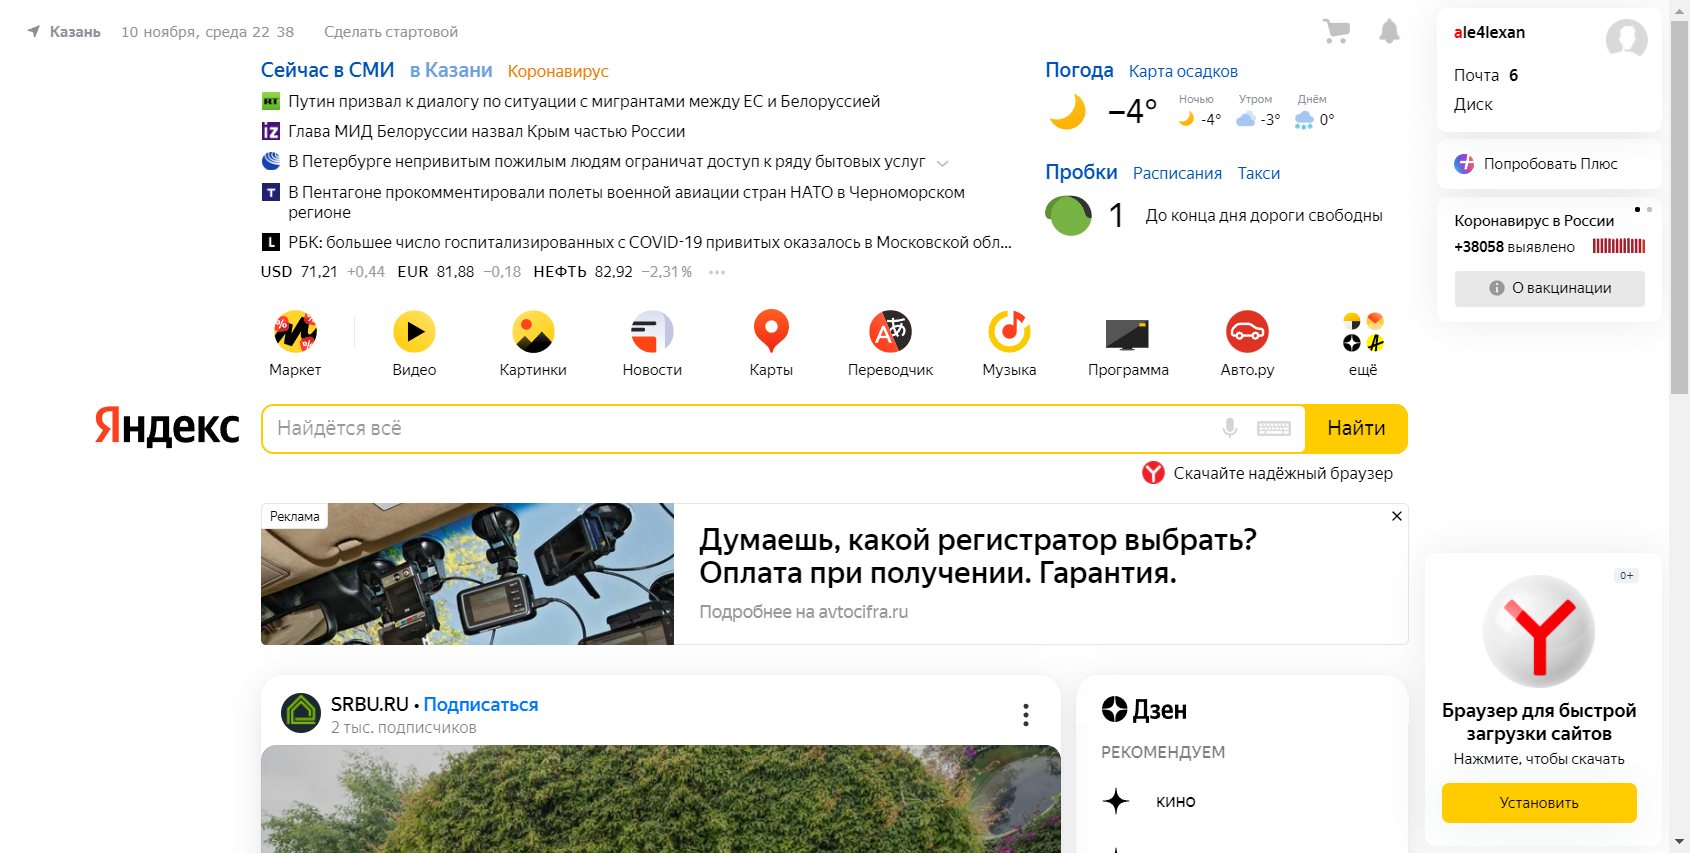 Казань 10 ноября, среда 22 38 Сделать стартовой
Сейчас в СМИ в Казани Коронавирус
Путин призвал к диалогу по ситуации с мигрантами между ЕС и Белоруссией
Глава МИД Белоруссии назвал Крым частью России
В Петербурге непривитым пожилым людям ограничат доступ к ряду бытовых услуг
В Пентагоне прокомментировали полеты военной авиации стран НАТО в Черноморском
регионе
РБК: большее число госпитализированных с COVID-19 привитых оказалось в Московской обл...
USD 71,21 +0,44 EUR 81,88 −0,18 НЕФТЬ 82,92 −2,31% •••
Погода Карта осадков
−4° Ночью -4° Утром -3° Днём 0°
Пробки Расписания Такси
1 До конца дня дороги свободны
ale4lexan
Почта 6
Диск
Попробовать Плюс
Коронавирус в России
+38058 выявлено
О вакцинации
Маркет Видео Картинки Новости Карты Переводчик Музыка Программа Авто.ру ещё
Яндекс Найдётся всё Найти
Скачайте надёжный браузер
Реклама
Думаешь, какой регистратор выбрать?
Оплата при получении. Гарантия.
Подробнее на avtocifra.ru
SRBU.RU • Подписаться
2 тыс. подписчиков
Дзен
РЕКОМЕНДУЕМ
кино
0+
Браузер для быстрой
загрузки сайтов
Нажмите, чтобы скачать
Установить